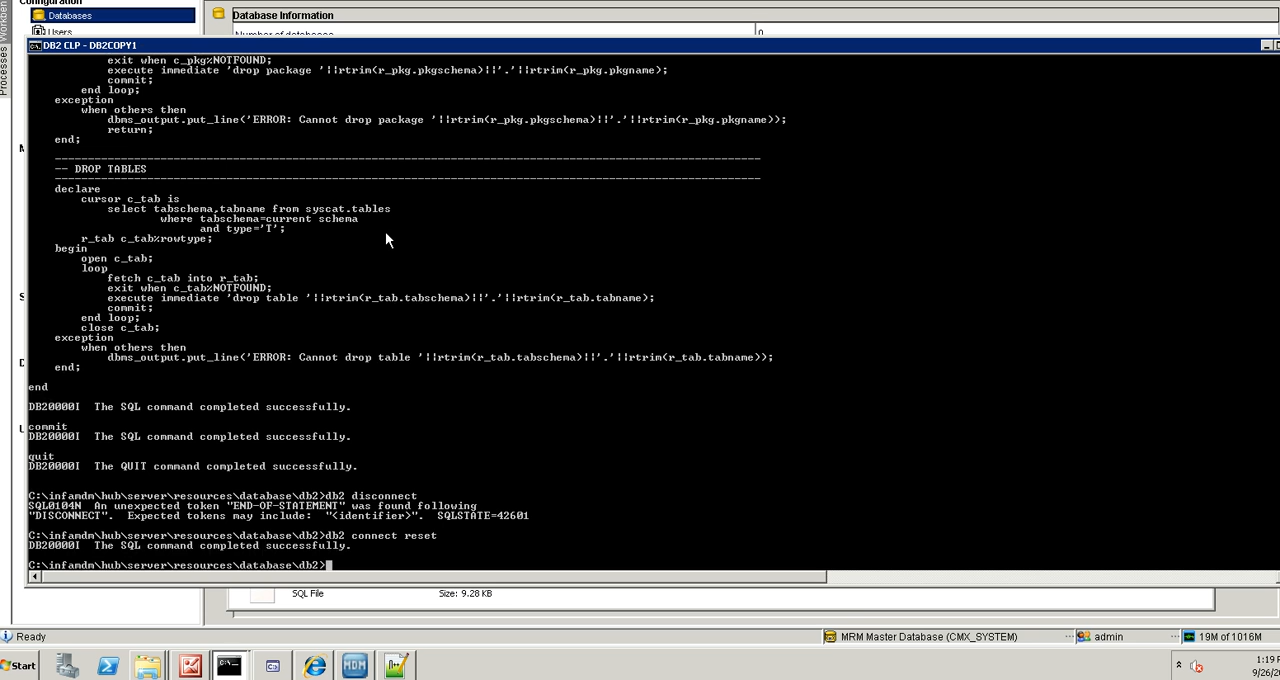 Configuration
Databases
Users
Processes
Database Information
Number of databases
0
DB2 CLP - DB2COPY1
exit when c_pkg%NOTFOUND;
execute immediate 'drop package '||rtrim(r_pkg.pkgschema)||'.'||rtrim(r_pkg.pkgname);
commit;
end loop;
exception
when others then
dbms_output.put_line('ERROR: Cannot drop package '||rtrim(r_pkg.pkgschema)||'.'||rtrim(r_pkg.pkgname));
return;
end;
-- DROP TABLES
declare
cursor c_tab is
select tabschema,tabname from syscat.tables
where tabschema=current schema
and type='T';
r_tab c_tab%rowtype;
begin
open c_tab;
loop
fetch c_tab into r_tab;
exit when c_tab%NOTFOUND;
execute immediate 'drop table '||rtrim(r_tab.tabschema)||'.'||rtrim(r_tab.tabname);
commit;
end loop;
close c_tab;
exception
when others then
dbms_output.put_line('ERROR: Cannot drop table '||rtrim(r_tab.tabschema)||'.'||rtrim(r_tab.tabname));
end;
end
DB20000I  The SQL command completed successfully.
commit
DB20000I  The SQL command completed successfully.
quit
DB20000I  The QUIT command completed successfully.
C:\infamdm\hub\server\resources\database\db2>db2 disconnect
SQL0104N  An unexpected token "END-OF-STATEMENT" was found following
"DISCONNECT".  Expected tokens may include:  "<identifier>".  SQLSTATE=42601
C:\infamdm\hub\server\resources\database\db2>db2 connect reset
DB20000I  The SQL command completed successfully.
C:\infamdm\hub\server\resources\database\db2>
SQL File
Size: 9.28 KB
Ready
MRM Master Database (CMX_SYSTEM)
admin
19M of 1016M
Start
MDM
1:19 P
9/26/2